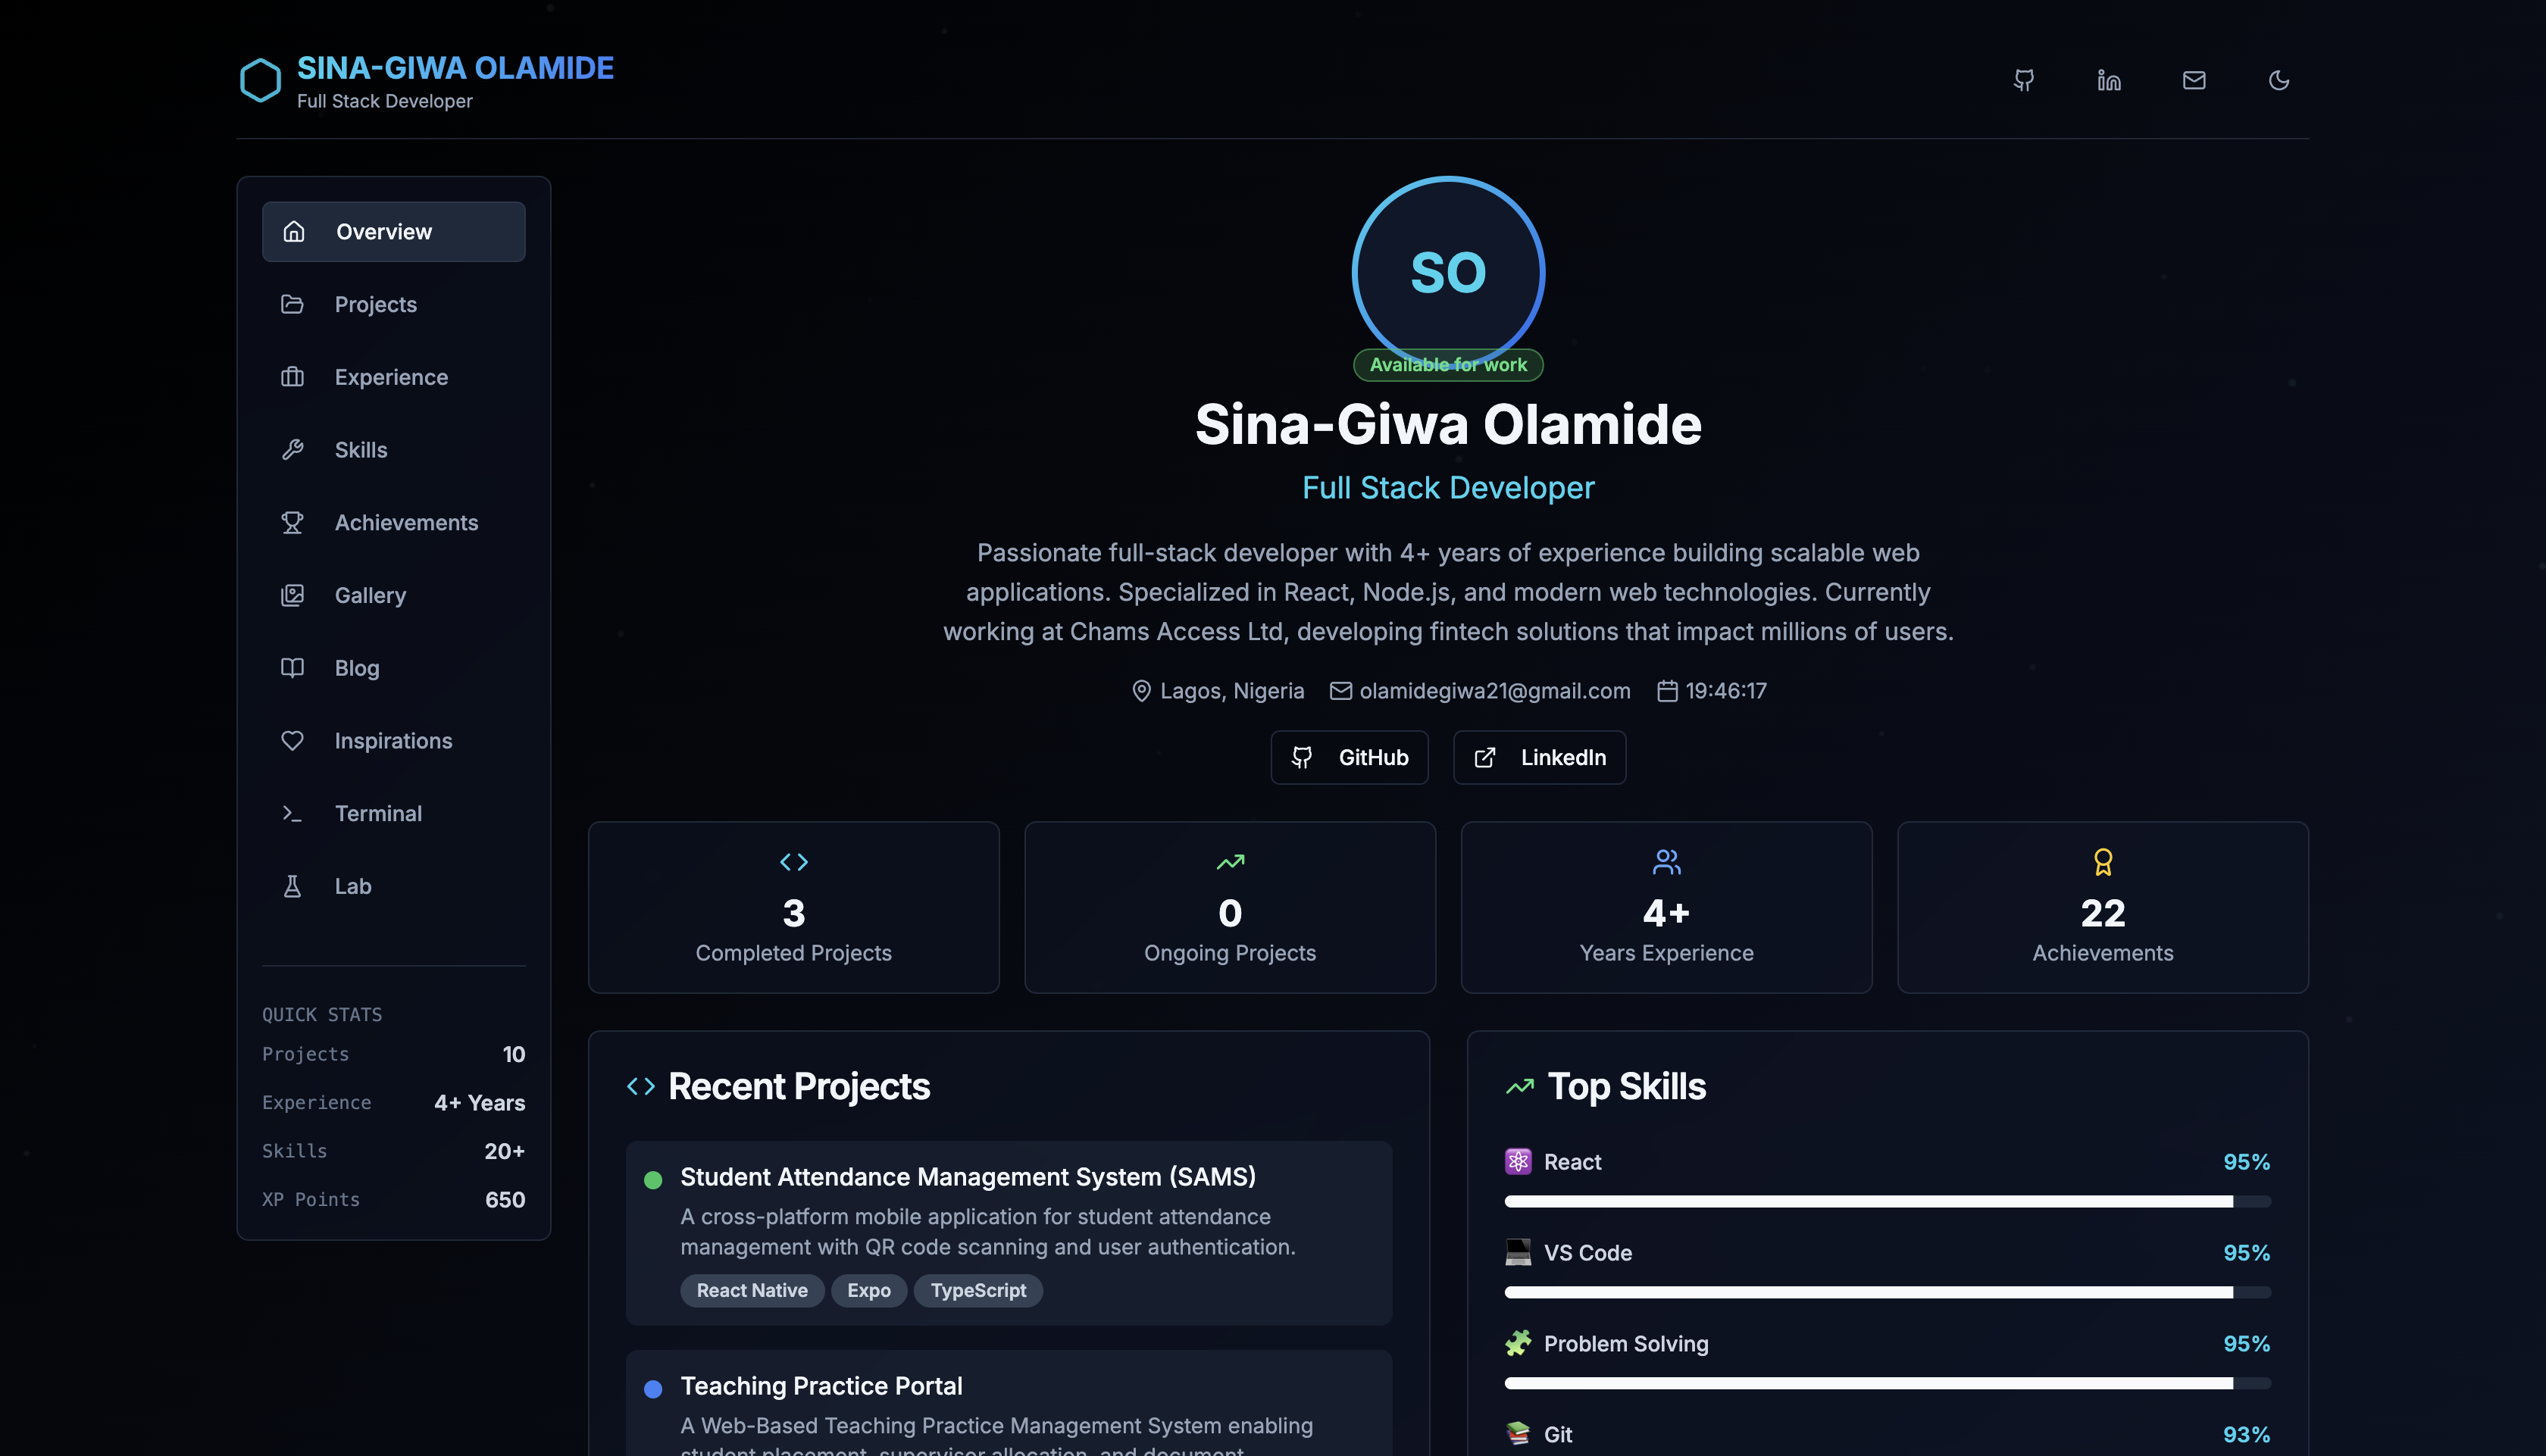 SINA-GIWA OLAMIDE
Full Stack Developer
Overview
Projects
Experience
Skills
Achievements
Gallery
Blog
Inspirations
Terminal
Lab
QUICK STATS
Projects 10
Experience 4+ Years
Skills 20+
XP Points 650
SO
Available for work
Sina-Giwa Olamide
Full Stack Developer
Passionate full-stack developer with 4+ years of experience building scalable web
applications. Specialized in React, Node.js, and modern web technologies. Currently
working at Chams Access Ltd, developing fintech solutions that impact millions of users.
Lagos, Nigeria olamidegiwa21@gmail.com 19:46:17
GitHub LinkedIn
3
Completed Projects
0
Ongoing Projects
4+
Years Experience
22
Achievements
Recent Projects
Student Attendance Management System (SAMS)
A cross-platform mobile application for student attendance
management with QR code scanning and user authentication.
React Native Expo TypeScript
Teaching Practice Portal
A Web-Based Teaching Practice Management System enabling
student placement, supervisor allocation, and document
Top Skills
React 95%
VS Code 95%
Problem Solving 95%
Git 93%